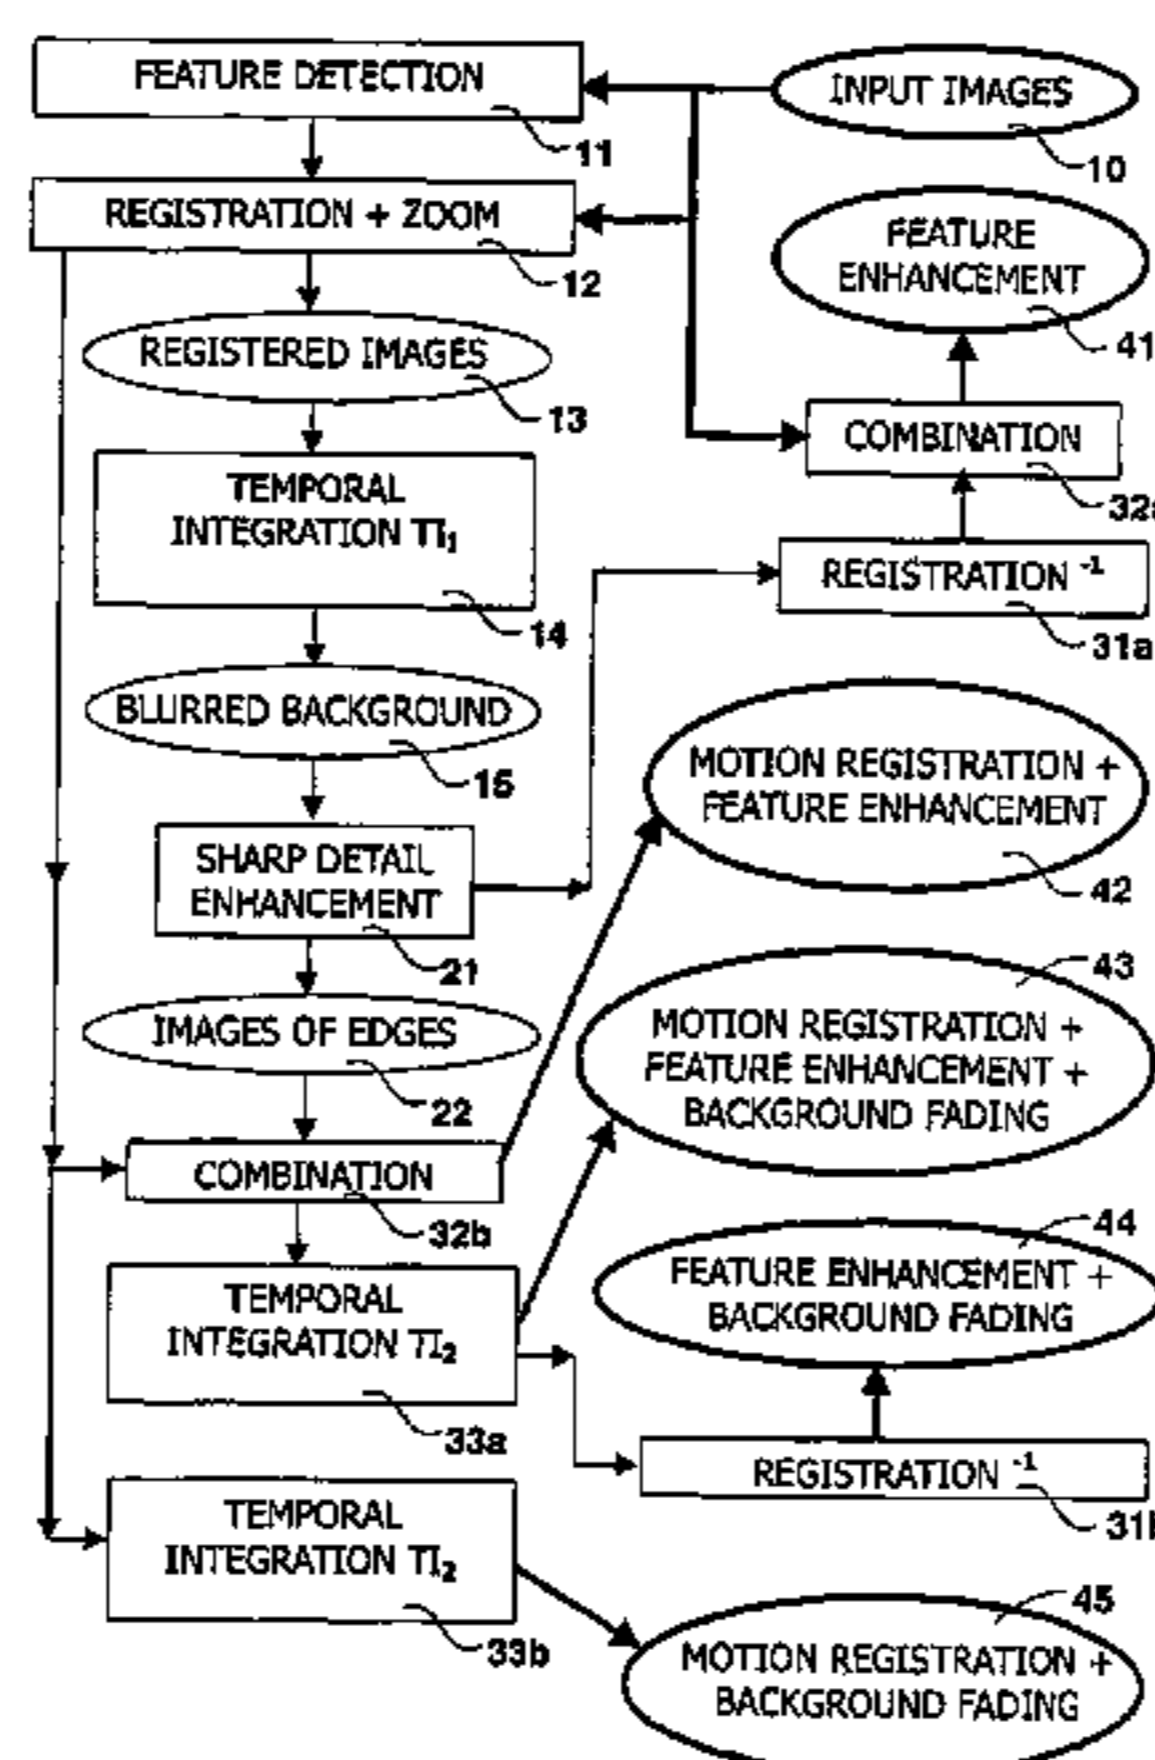 FEATURE DETECTION
11
INPUT IMAGES
10
REGISTRATION + ZOOM
12
FEATURE
ENHANCEMENT
41
REGISTERED IMAGES
13
COMBINATION
32a
TEMPORAL
INTEGRATION TI₁
14
REGISTRATION ⁻¹
31a
BLURRED BACKGROUND
15
MOTION REGISTRATION +
FEATURE ENHANCEMENT
42
SHARP DETAIL
ENHANCEMENT
21
IMAGES OF EDGES
22
43
MOTION REGISTRATION +
FEATURE ENHANCEMENT +
BACKGROUND FADING
COMBINATION
32b
44
FEATURE ENHANCEMENT +
BACKGROUND FADING
TEMPORAL
INTEGRATION TI₂
33a
REGISTRATION ⁻¹
31b
TEMPORAL
INTEGRATION TI₂
33b
45
MOTION REGISTRATION +
BACKGROUND FADING